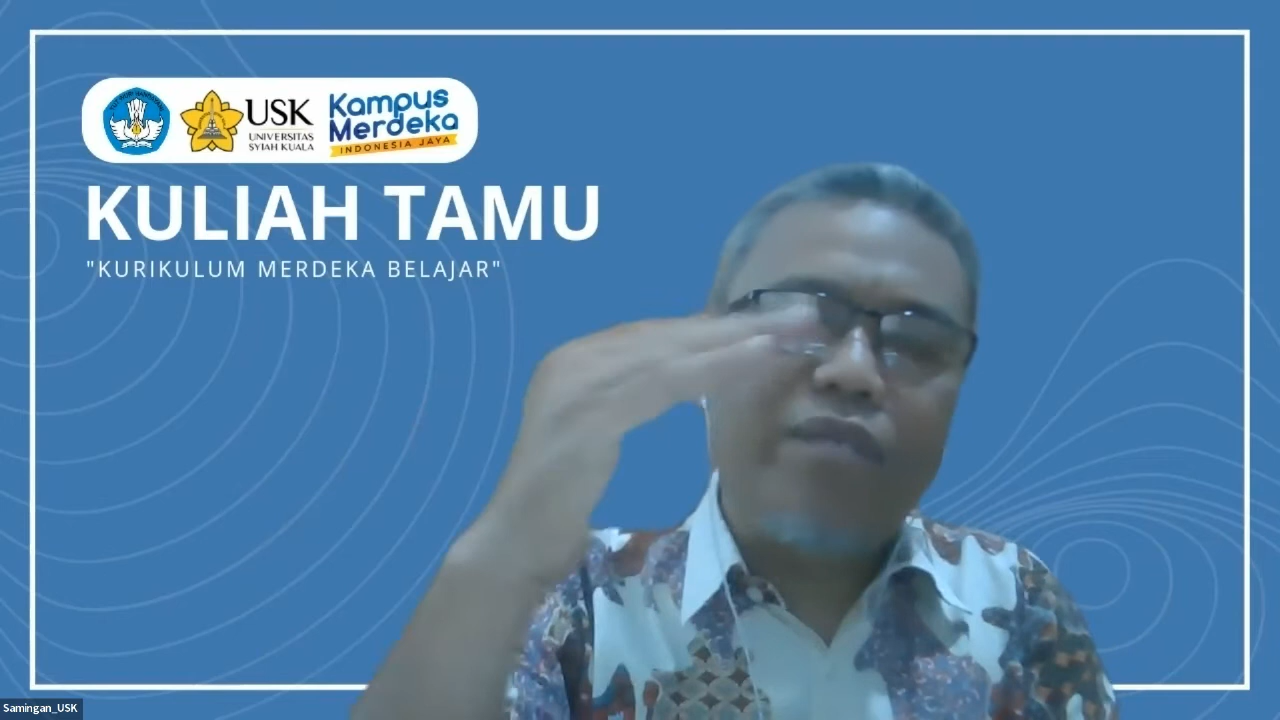 USK
UNIVERSITAS
SYIAH KUALA
Kampus
Merdeka
INDONESIA JAYA
KULIAH TAMU
"KURIKULUM MERDEKA BELAJAR"
Samingan_USK